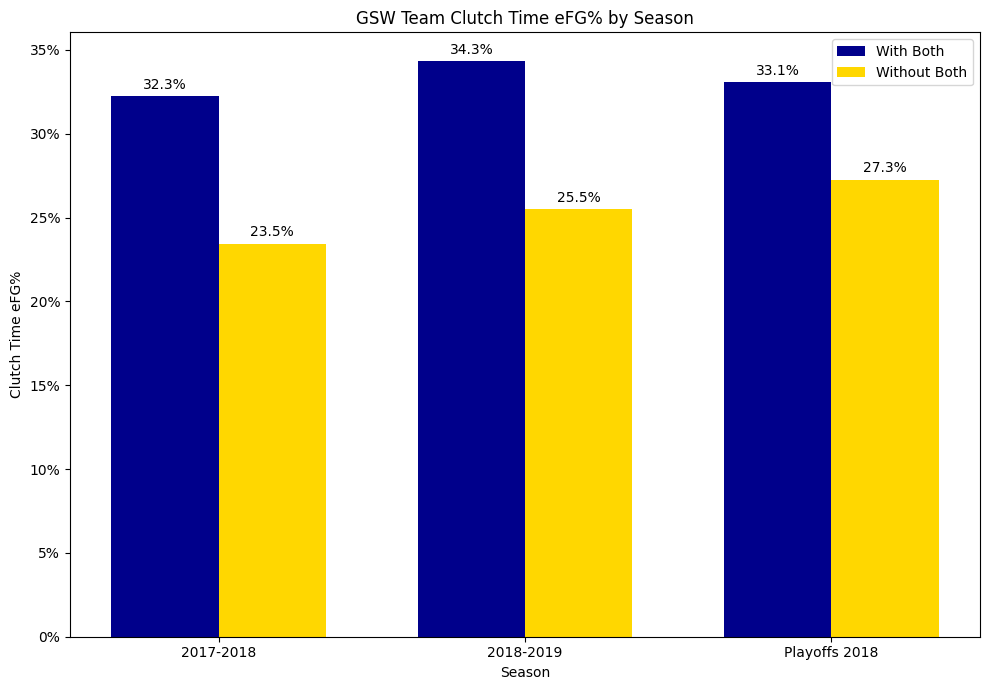 GSW Team Clutch Time eFG% by Season
With Both
Without Both
Clutch Time eFG%
35%
30%
25%
20%
15%
10%
5%
0%
32.3%
23.5%
34.3%
25.5%
33.1%
27.3%
2017-2018
2018-2019
Playoffs 2018
Season